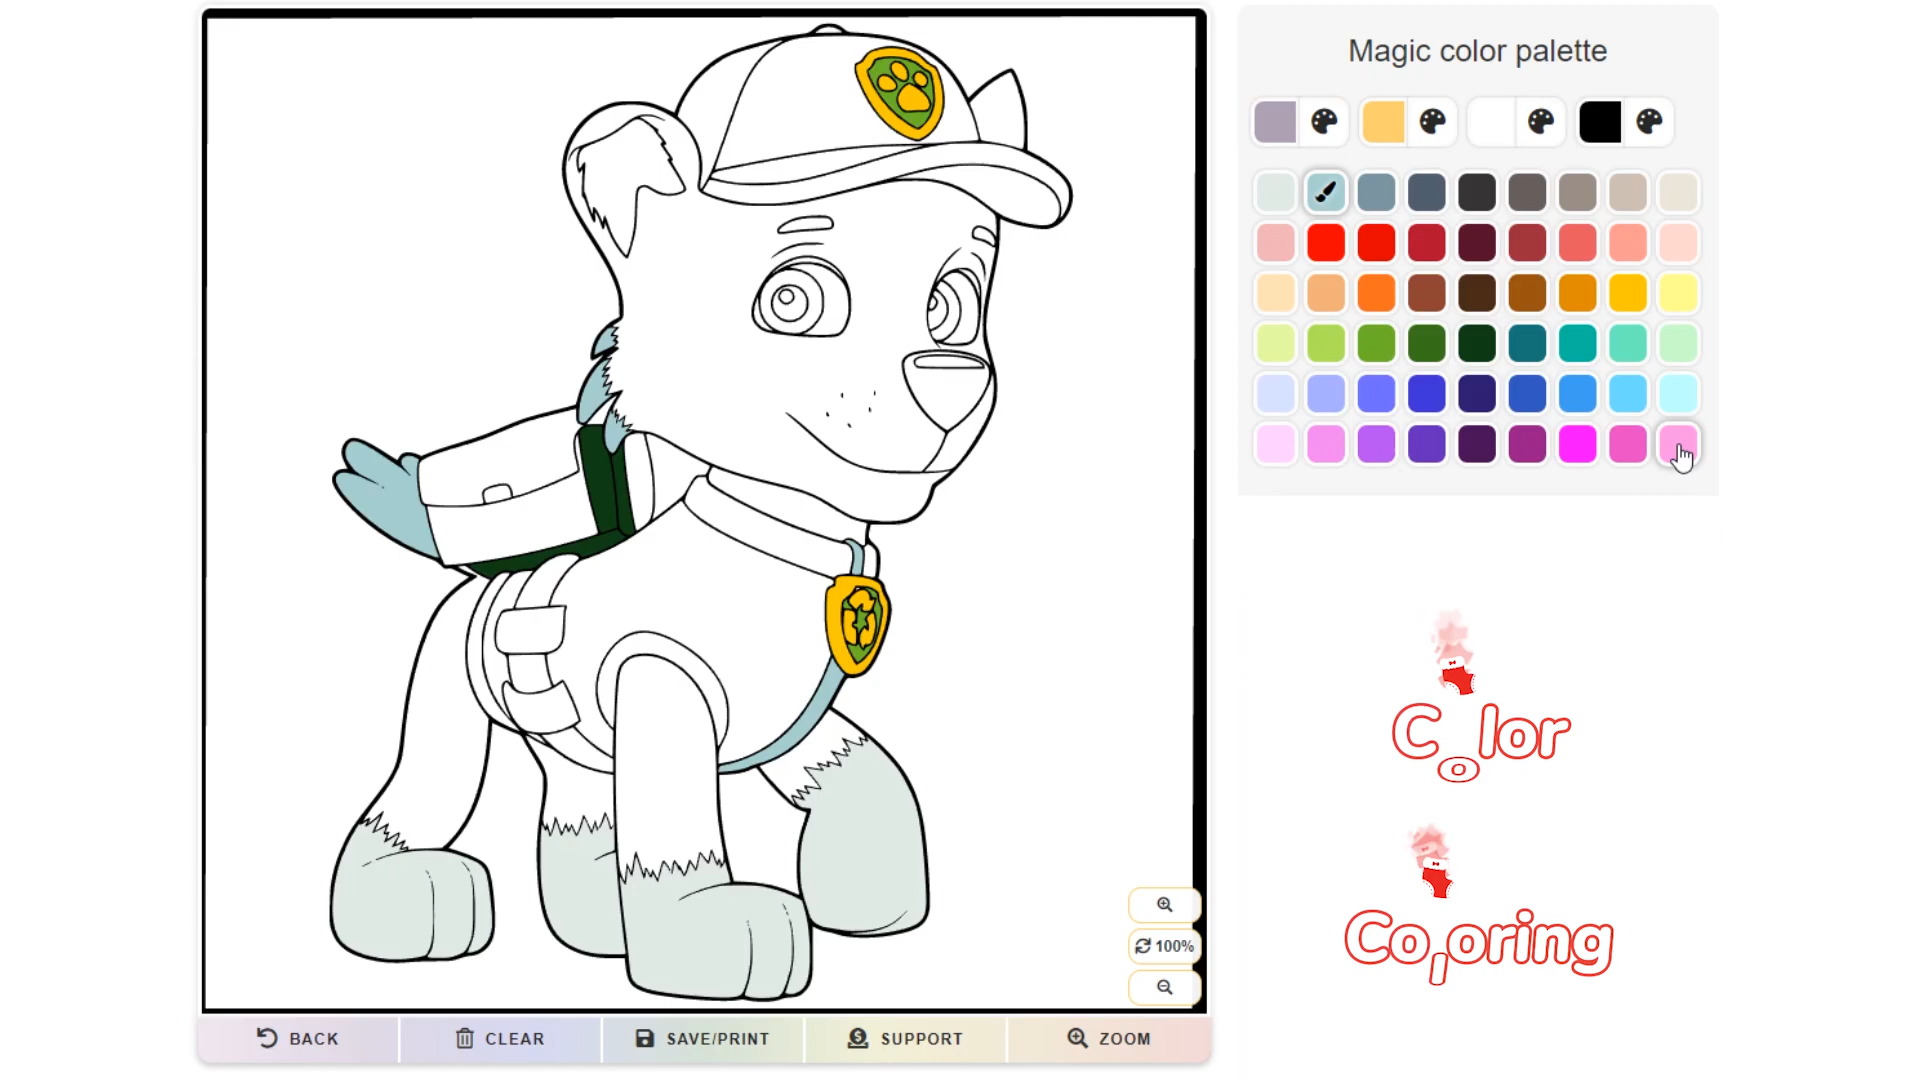 Magic color palette
100%
Color
Coloring
BACK
CLEAR
SAVE/PRINT
SUPPORT
ZOOM